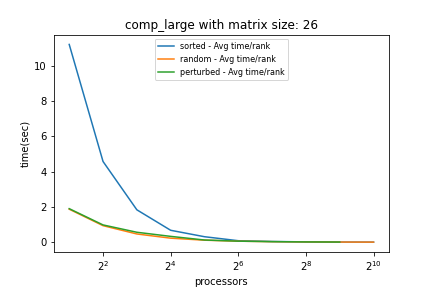 comp_large with matrix size: 26
sorted - Avg time/rank
random - Avg time/rank
perturbed - Avg time/rank
time(sec)
10
8
6
4
2
0
2^2 2^4 2^6 2^8 2^10
processors